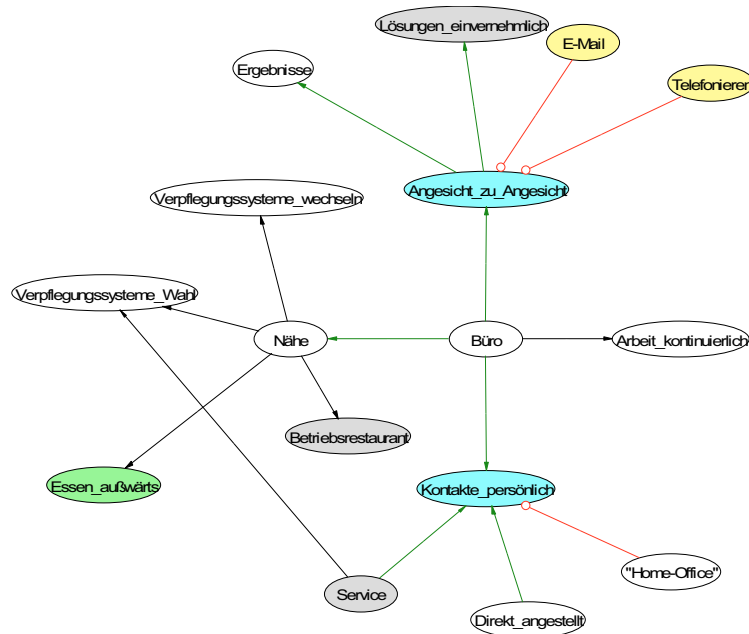 Lösungen_einvernehmlich
E-Mail
Ergebnisse
Telefonieren
Angesicht_zu_Angesicht
Verpflegungssysteme_wechseln
Verpflegungssysteme_Wahl
Nähe
Büro
Arbeit_kontinuierlich
Betriebsrestaurant
Essen_außwärts
Kontakte_persönlich
"Home-Office"
Service
Direkt_angestellt